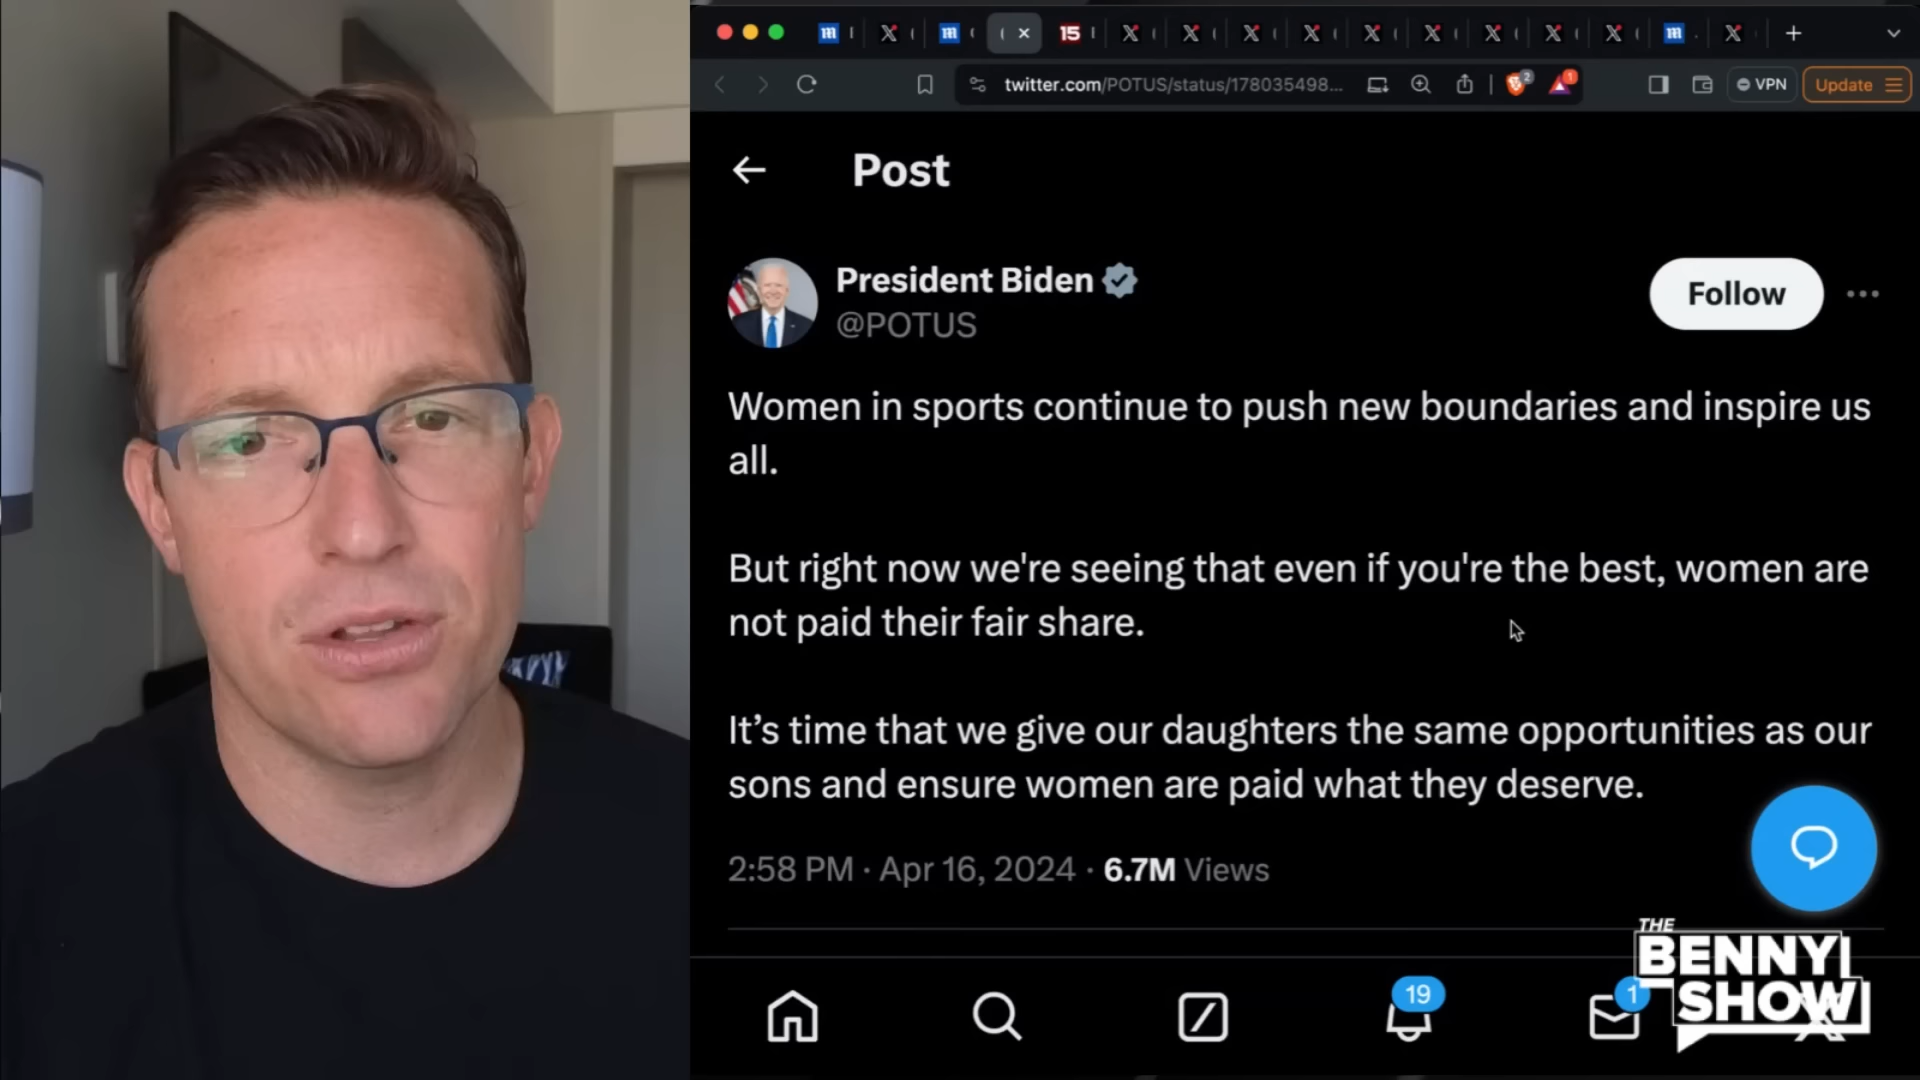 15
twitter.com/POTUS/status/178035498...
2
1
VPN
Update
Post
President Biden
Follow
@POTUS
Women in sports continue to push new boundaries and inspire us
all.
But right now we're seeing that even if you're the best, women are
not paid their fair share.
It’s time that we give our daughters the same opportunities as our
sons and ensure women are paid what they deserve.
2:58 PM · Apr 16, 2024 · 6.7M Views
19
1
THE
BENNY
SHOW